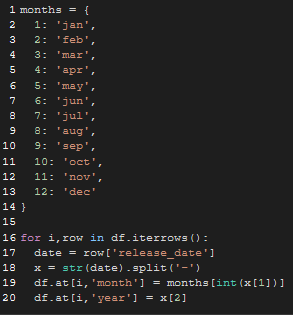 1 months = {
2   1: 'jan',
3   2: 'feb',
4   3: 'mar',
5   4: 'apr',
6   5: 'may',
7   6: 'jun',
8   7: 'jul',
9   8: 'aug',
10   9: 'sep',
11   10: 'oct',
12   11: 'nov',
13   12: 'dec'
14 }
15
16 for i,row in df.iterrows():
17   date = row['release_date']
18   x = str(date).split('-')
19   df.at[i,'month'] = months[int(x[1])]
20   df.at[i,'year'] = x[2]